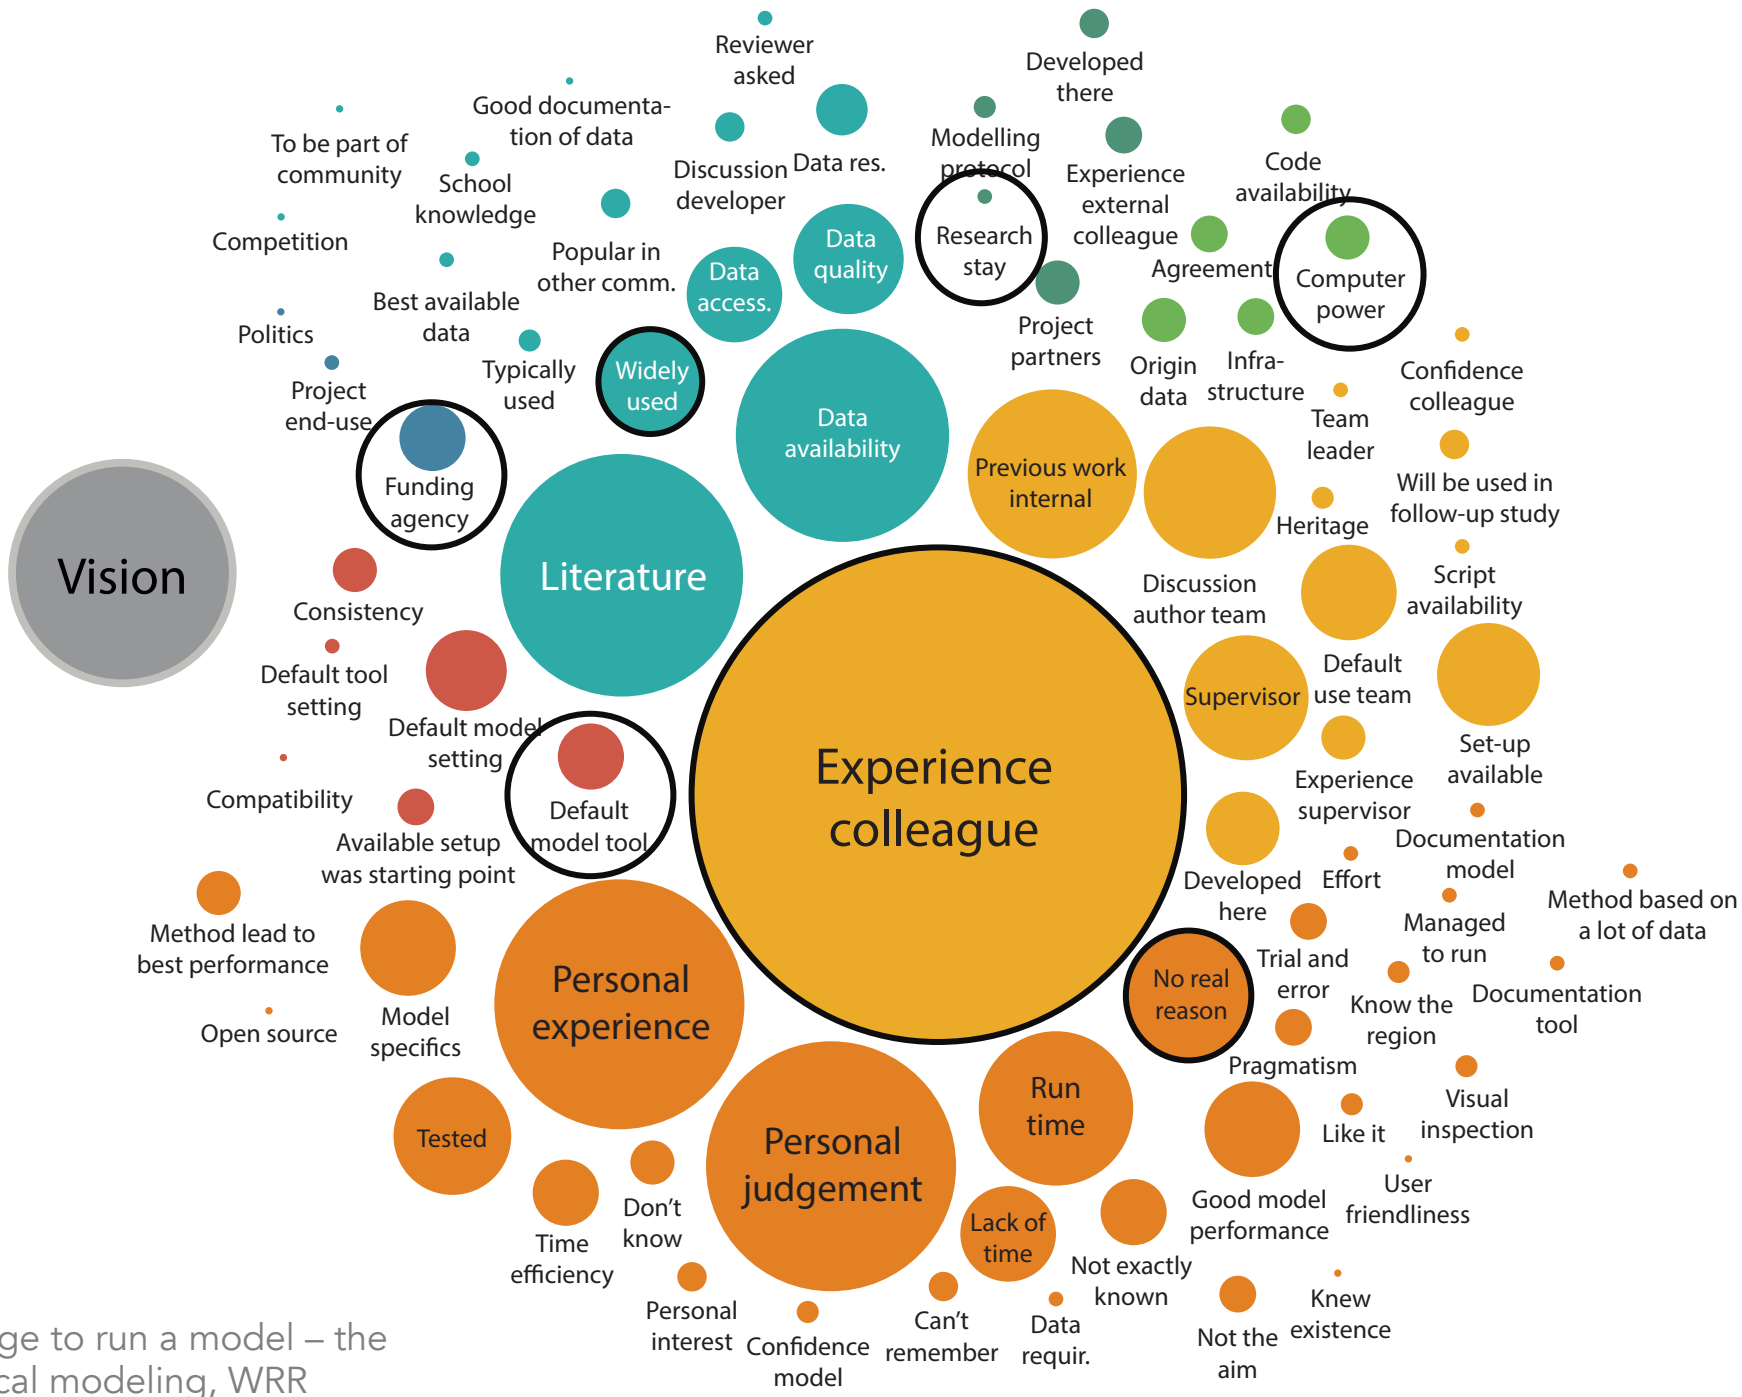 Reviewer
asked
Developed
there
Good documenta-
tion of data
To be part of
community
School
knowledge
Discussion
developer
Data res.
Modelling
protocol
Experience
external
colleague
Code
availability
Competition
Popular in
other comm.
Data
access.
Data
quality
Research
stay
Agreement
Computer
power
Best available
data
Politics
Project
end-use
Typically
used
Widely
used
Project
partners
Origin
data
Infra-
structure
Confidence
colleague
Team
leader
Data
availability
Previous work
internal
Funding
agency
Will be used in
follow-up study
Heritage
Vision
Literature
Discussion
author team
Script
availability
Consistency
Default tool
setting
Default
use team
Supervisor
Default model
setting
Set-up
available
Experience
colleague
Experience
supervisor
Compatibility
Default
model tool
Available setup
was starting point
Documentation
model
Developed
here
Effort
Method based on
a lot of data
Managed
to run
Method lead to
best performance
Personal
experience
No real
reason
Trial and
error
Know the
region
Documentation
tool
Open source
Model
specifics
Pragmatism
Run
time
Visual
inspection
Like it
Tested
Personal
judgement
User
friendliness
Good model
performance
Don't
know
Time
efficiency
Lack of
time
Not exactly
known
Personal
interest
Confidence
model
Can't
remember
Data
requir.
Not the
aim
Knew
existence
ge to run a model – the
cal modeling, WRR